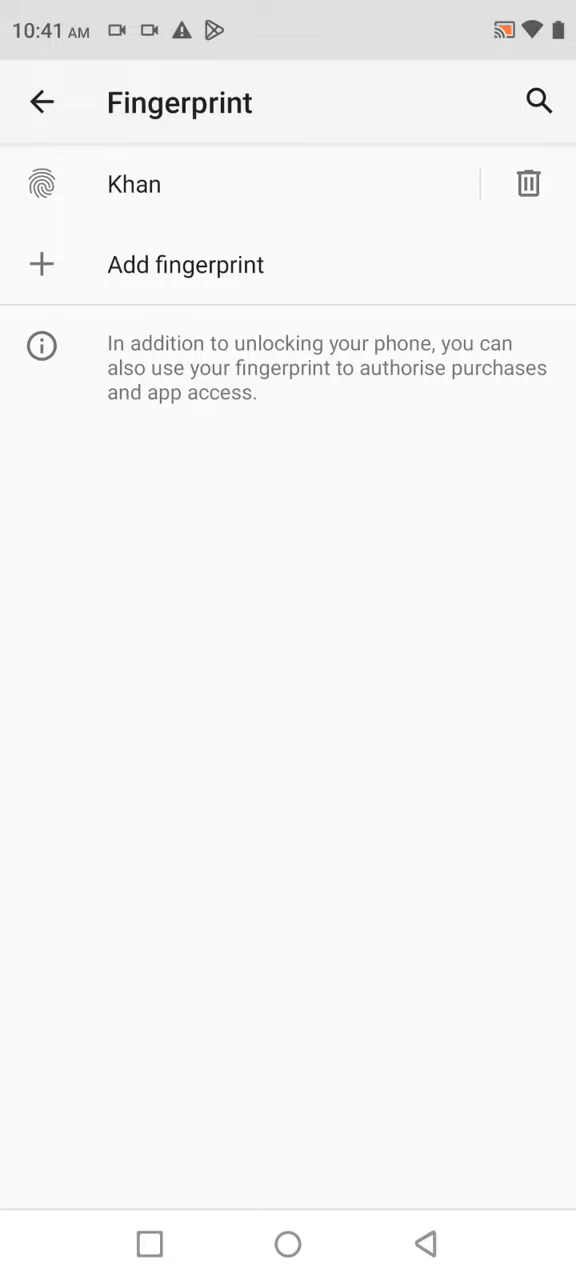 10:41 AM
Fingerprint
Khan
Add fingerprint
In addition to unlocking your phone, you can
also use your fingerprint to authorise purchases
and app access.